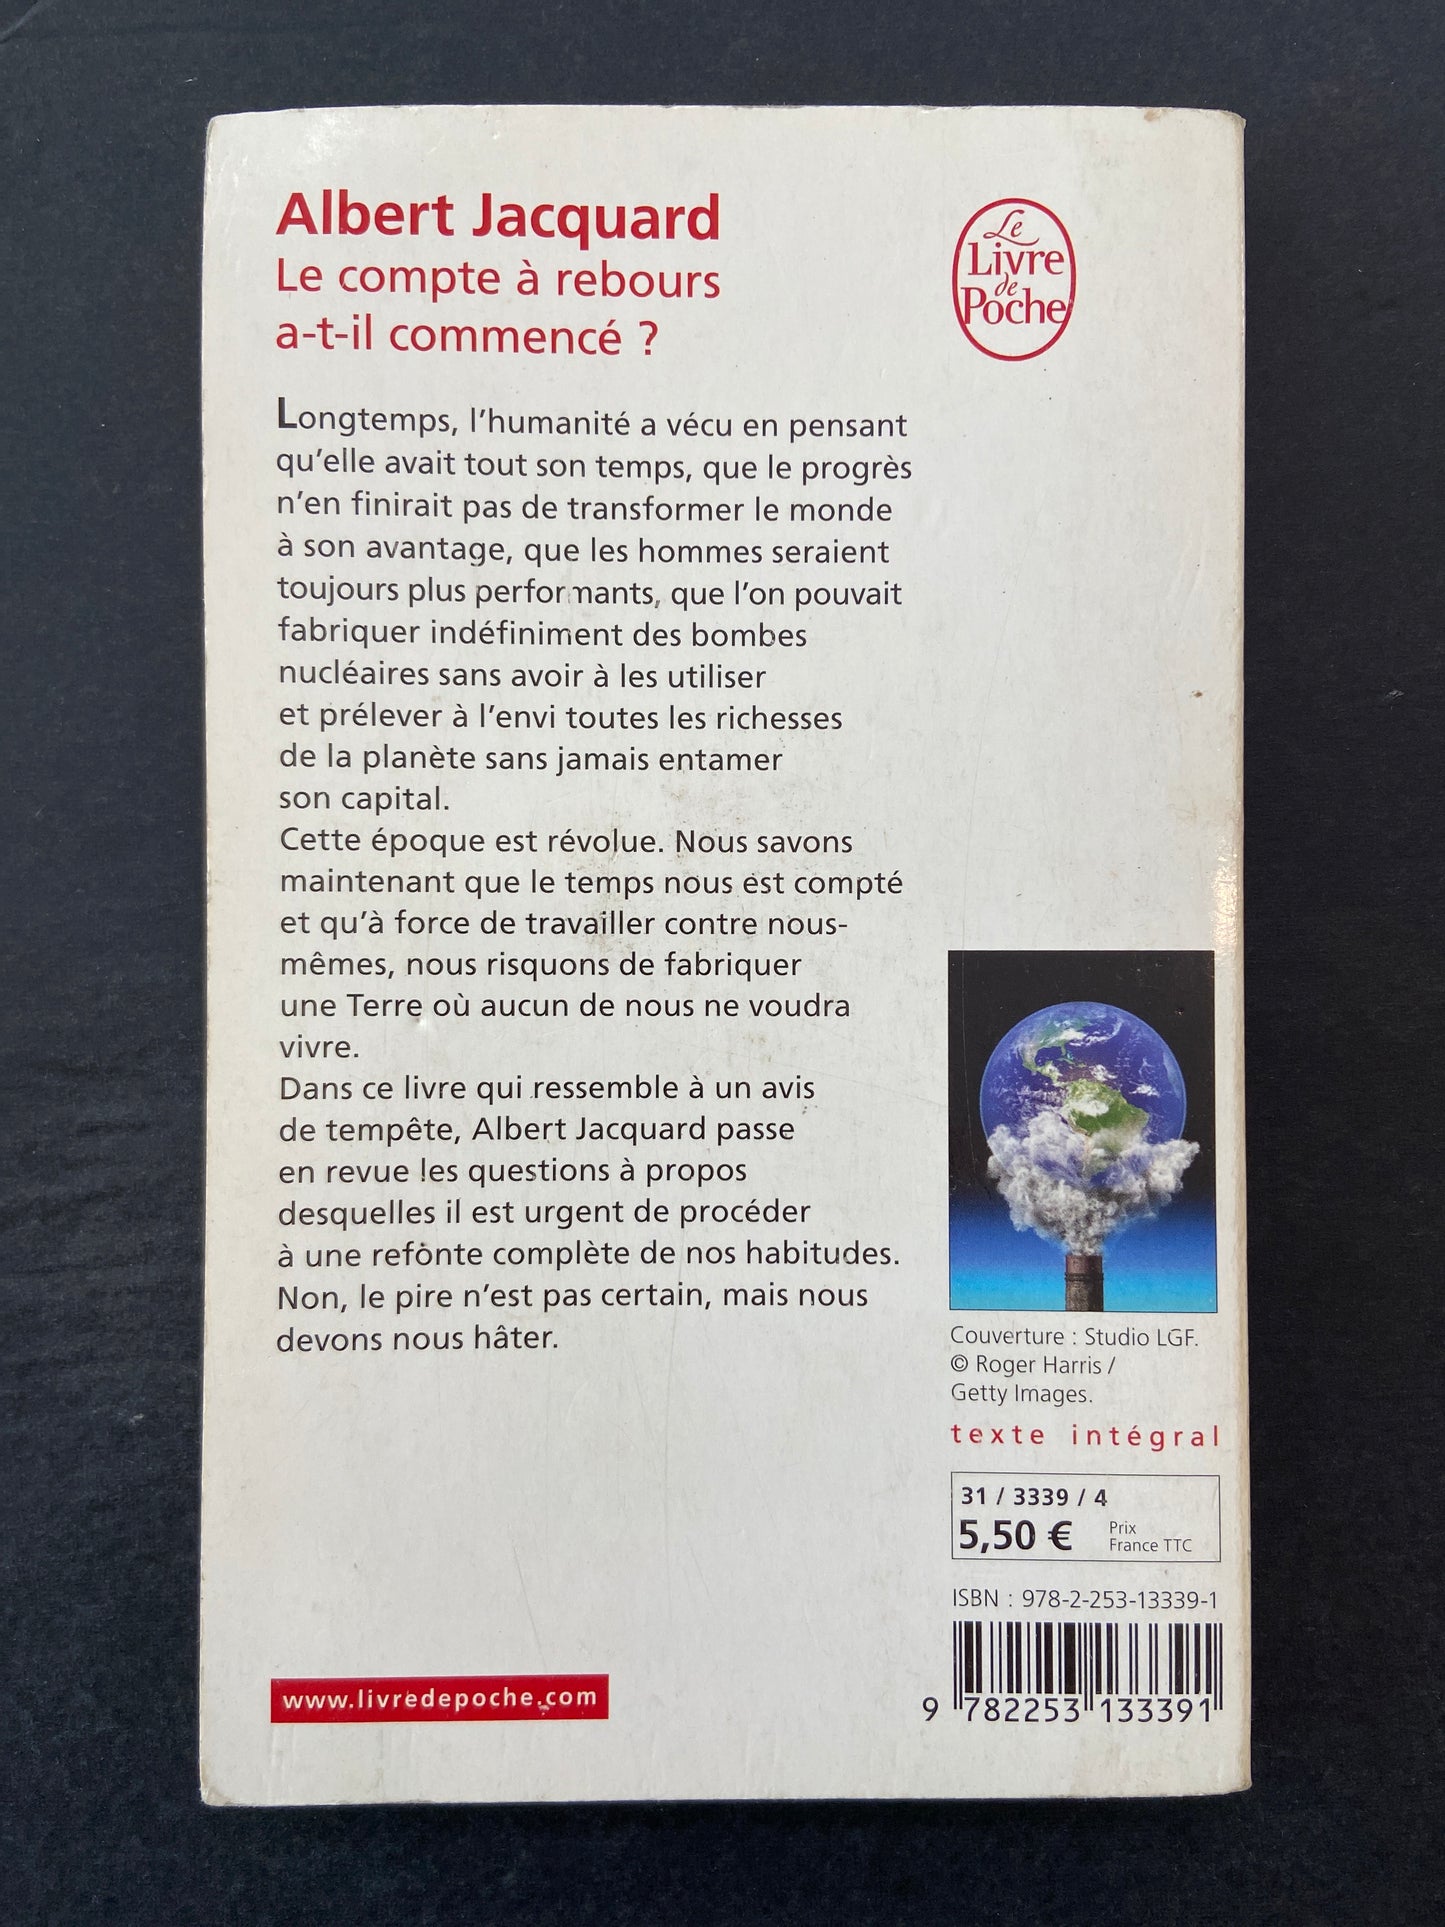 Albert Jacquard
Le compte à rebours
a-t-il commencé ?
Le
Livre
de
Poche
Longtemps, l'humanité a vécu en pensant
qu'elle avait tout son temps, que le progrès
n'en finirait pas de transformer le monde
à son avantage, que les hommes seraient
toujours plus performants, que l'on pouvait
fabriquer indéfiniment des bombes
nucléaires sans avoir à les utiliser
et prélever à l'envi toutes les richesses
de la planète sans jamais entamer
son capital.
Cette époque est révolue. Nous savons
maintenant que le temps nous est compté
et qu'à force de travailler contre nous-
mêmes, nous risquons de fabriquer
une Terre où aucun de nous ne voudra
vivre.
Dans ce livre qui ressemble à un avis
de tempête, Albert Jacquard passe
en revue les questions à propos
desquelles il est urgent de procéder
à une refonte complète de nos habitudes.
Non, le pire n'est pas certain, mais nous
devons nous hâter.
Couverture : Studio LGF.
© Roger Harris /
Getty Images.
texte intégral
31 / 3339 / 4
5,50 € Prix
France TTC
ISBN : 978-2-253-13339-1
9 782253 133391
www.livredepoche.com